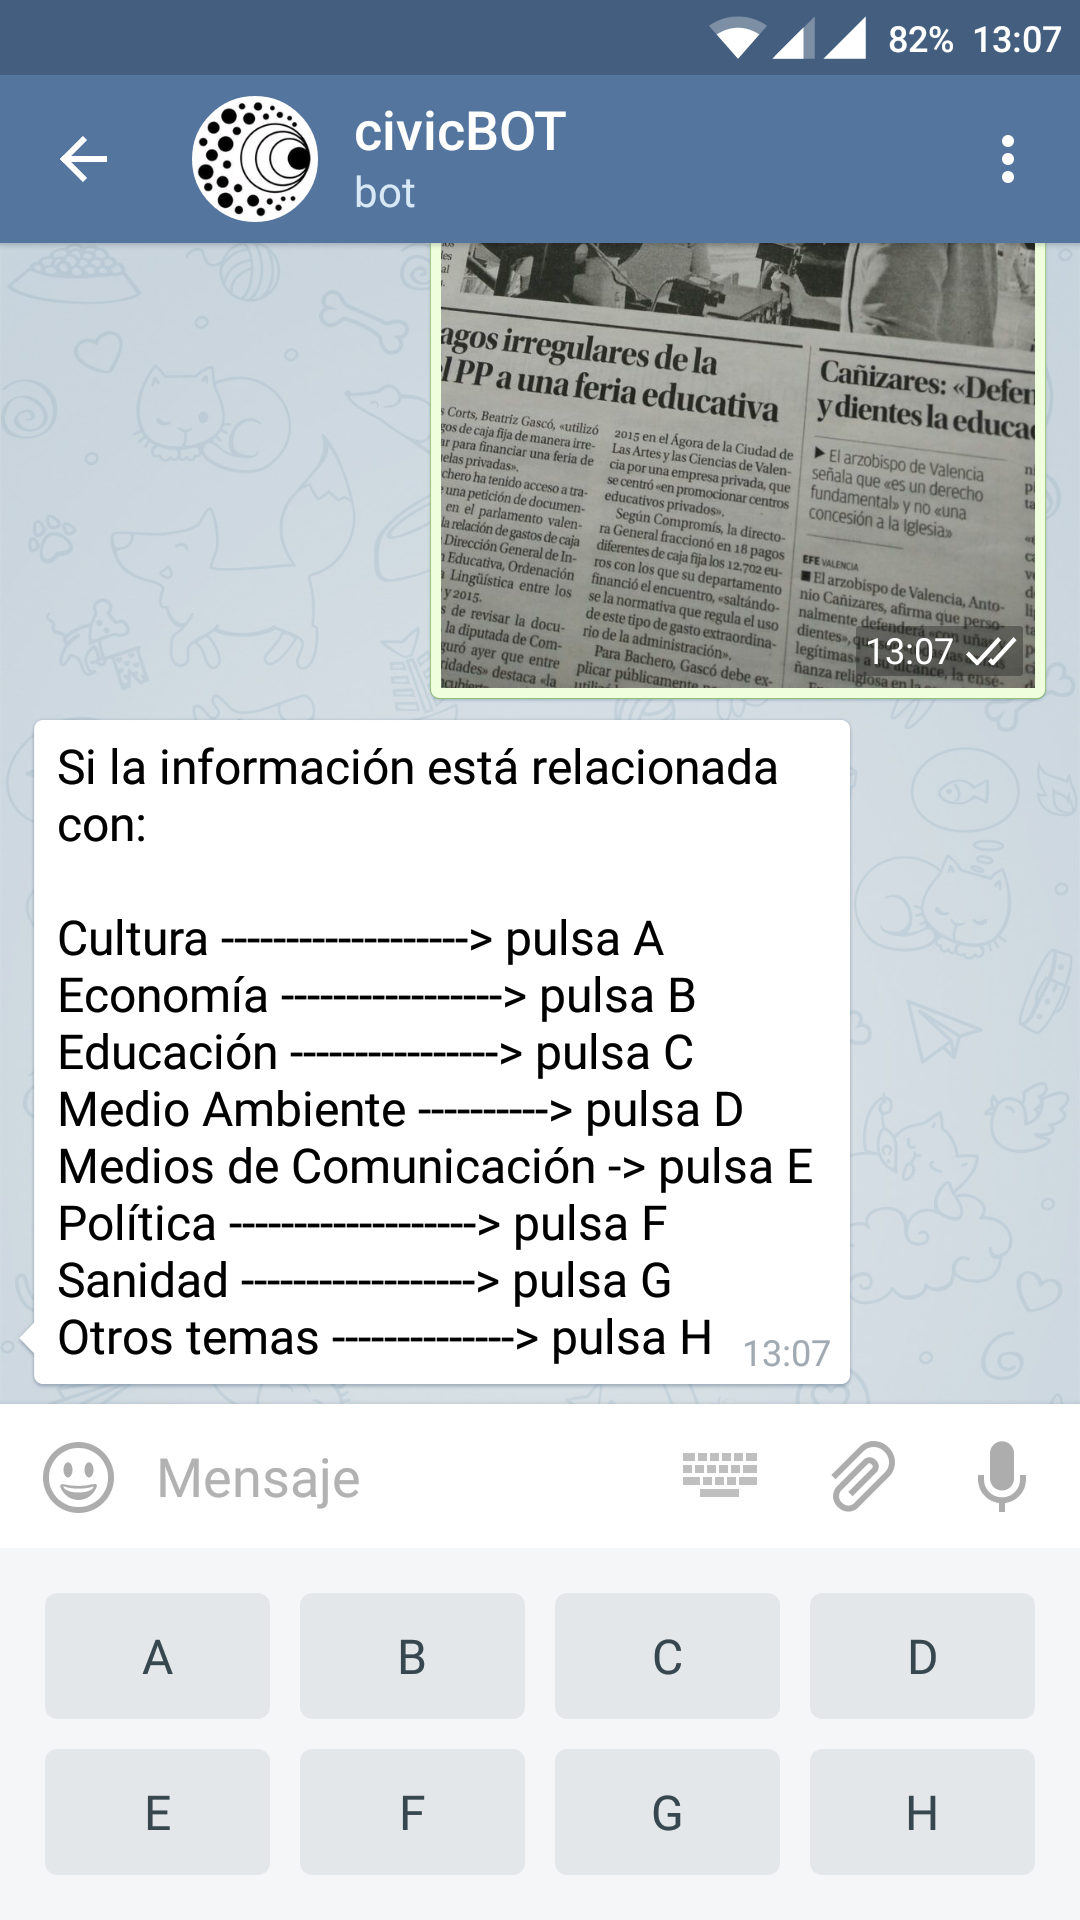 82% 13:07
civicBOT
bot
des
al
agos irregulares de la
l PP a una feria educativa
s Corts, Beatriz Gascó, «utilizó
gos de caja fija de manera irre-
ar para financiar una feria de
elas privadas».
chero ha tenido acceso a tra-
una petición de documen-
en el parlamento valen-
la relación de gastos de caja
Dirección General de In-
Educativa, Ordenación
Lingüística entre los
y 2015.
s de revisar la docu-
la diputada de Com-
guró ayer que entre
ridades» destaca «la
2015 en el Ágora de la Ciudad de
Las Artes y las Ciencias de Valen-
cia por una empresa privada, que
se centró «en promocionar centros
educativos privados».
Según Compromís, la directo-
ra General fraccionó en 18 pagos
diferentes de caja fija los 12.702 eu-
ros con los que su departamento
financió el encuentro, «saltándo-
se la normativa que regula el uso
de este tipo de gasto extraordina-
rio de la administración».
Para Bachero, Gascó debe ex-
plicar públicamente
Cañizares: «Defen
y dientes la educa
El arzobispo de Valencia
señala que «es un derecho
fundamental» y no «una
concesión a la Iglesia»
EFE VALENCIA
El arzobispo de Valencia, Anto-
nio Cañizares, afirma que perso-
nalmente defenderá «con uñas
dientes»,
legítimas» a su alcance, la ense-
ñanza religiosa en la
13:07
Si la información está relacionada
con:
Cultura -------------------> pulsa A
Economía -----------------> pulsa B
Educación ----------------> pulsa C
Medio Ambiente ----------> pulsa D
Medios de Comunicación -> pulsa E
Política -------------------> pulsa F
Sanidad ------------------> pulsa G
Otros temas --------------> pulsa H 13:07
Mensaje
A B C D
E F G H